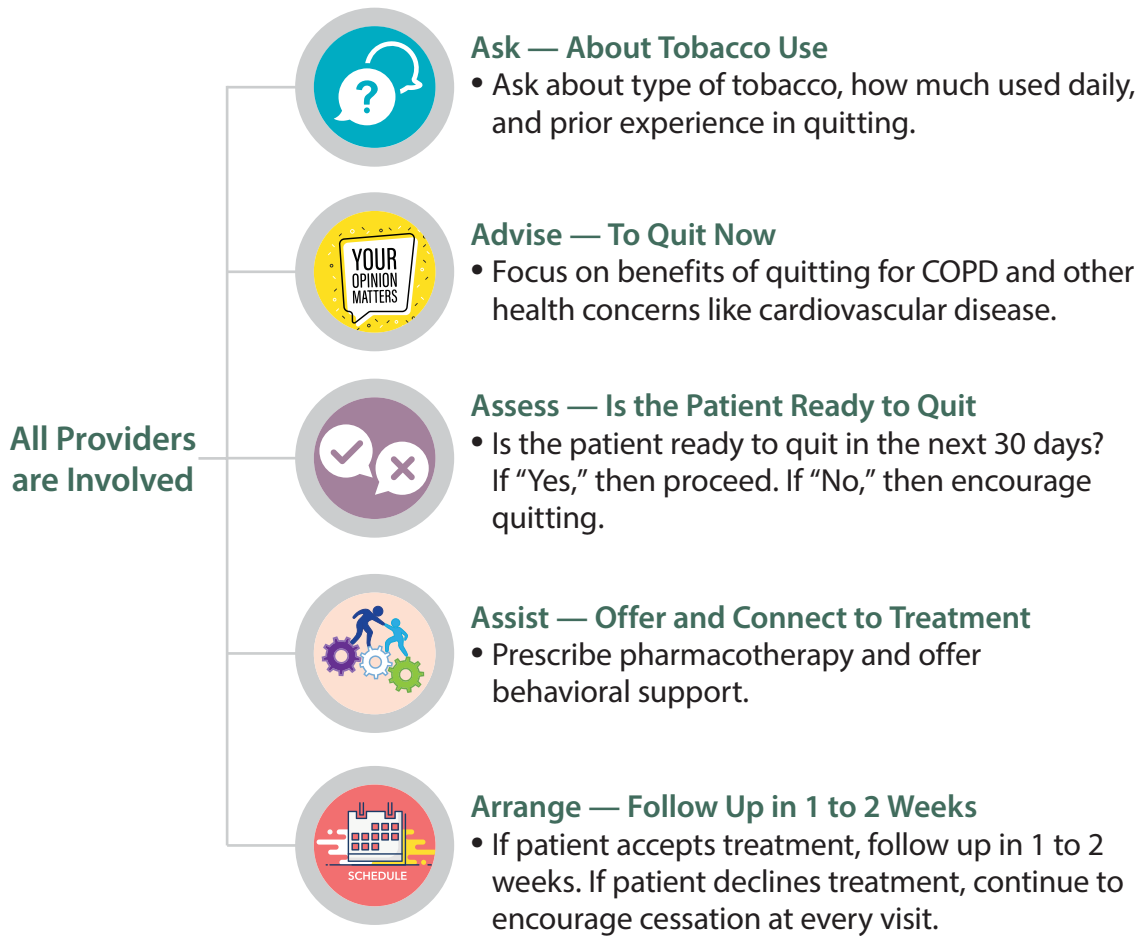 All Providers
are Involved
?
Ask — About Tobacco Use
• Ask about type of tobacco, how much used daily,
and prior experience in quitting.
YOUR
OPINION
MATTERS
Advise — To Quit Now
• Focus on benefits of quitting for COPD and other
health concerns like cardiovascular disease.
Assess — Is the Patient Ready to Quit
• Is the patient ready to quit in the next 30 days?
If “Yes,” then proceed. If “No,” then encourage
quitting.
Assist — Offer and Connect to Treatment
• Prescribe pharmacotherapy and offer
behavioral support.
SCHEDULE
Arrange — Follow Up in 1 to 2 Weeks
• If patient accepts treatment, follow up in 1 to 2
weeks. If patient declines treatment, continue to
encourage cessation at every visit.